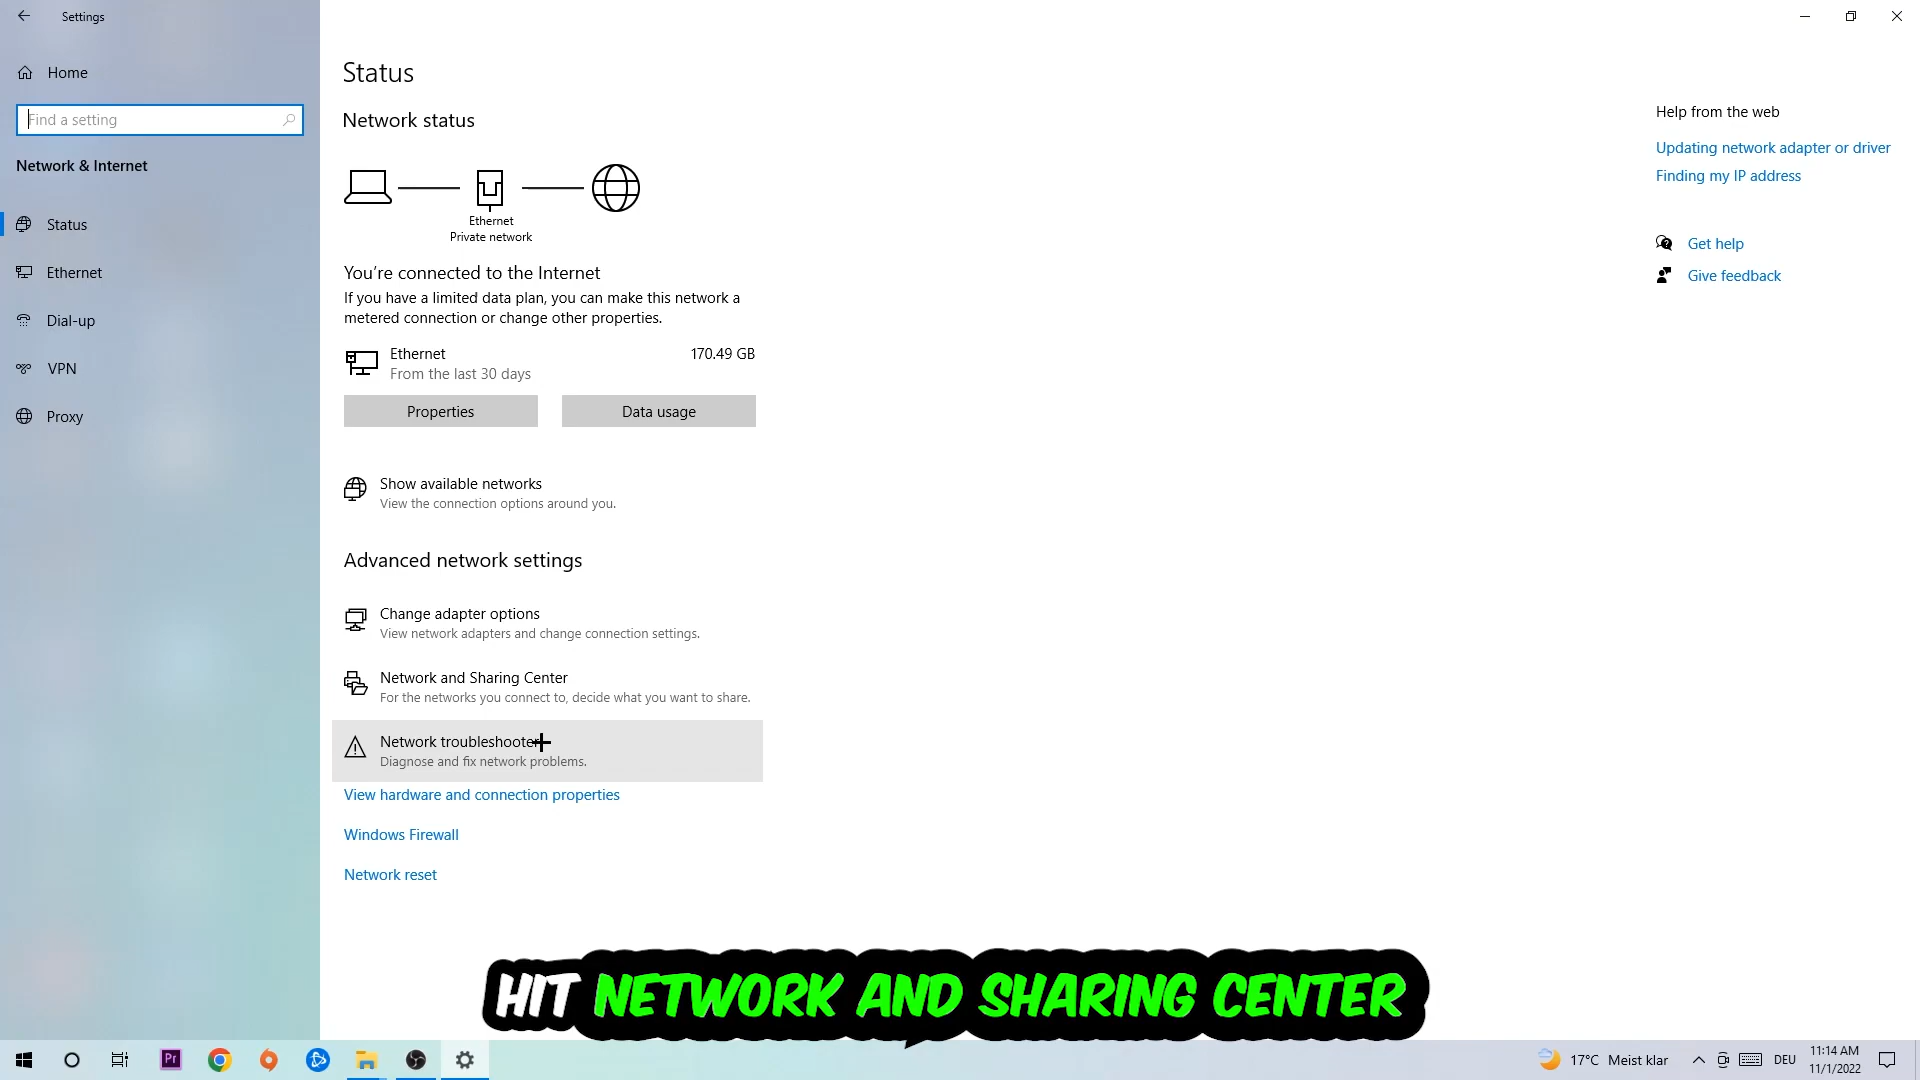 Settings
Home
Find a setting
Network & Internet
Status
Ethernet
Dial-up
VPN
Proxy
Status
Network status
Ethernet
Private network
You're connected to the Internet
If you have a limited data plan, you can make this network a
metered connection or change other properties.
Ethernet 170.49 GB
From the last 30 days
Properties Data usage
Show available networks
View the connection options around you.
Advanced network settings
Change adapter options
View network adapters and change connection settings.
Network and Sharing Center
For the networks you connect to, decide what you want to share.
Network troubleshooter
Diagnose and fix network problems.
View hardware and connection properties
Windows Firewall
Network reset
Help from the web
Updating network adapter or driver
Finding my IP address
Get help
Give feedback
HIT NETWORK AND SHARING CENTER
Pr
17°C Meist klar
DEU
11:14 AM
11/1/2022